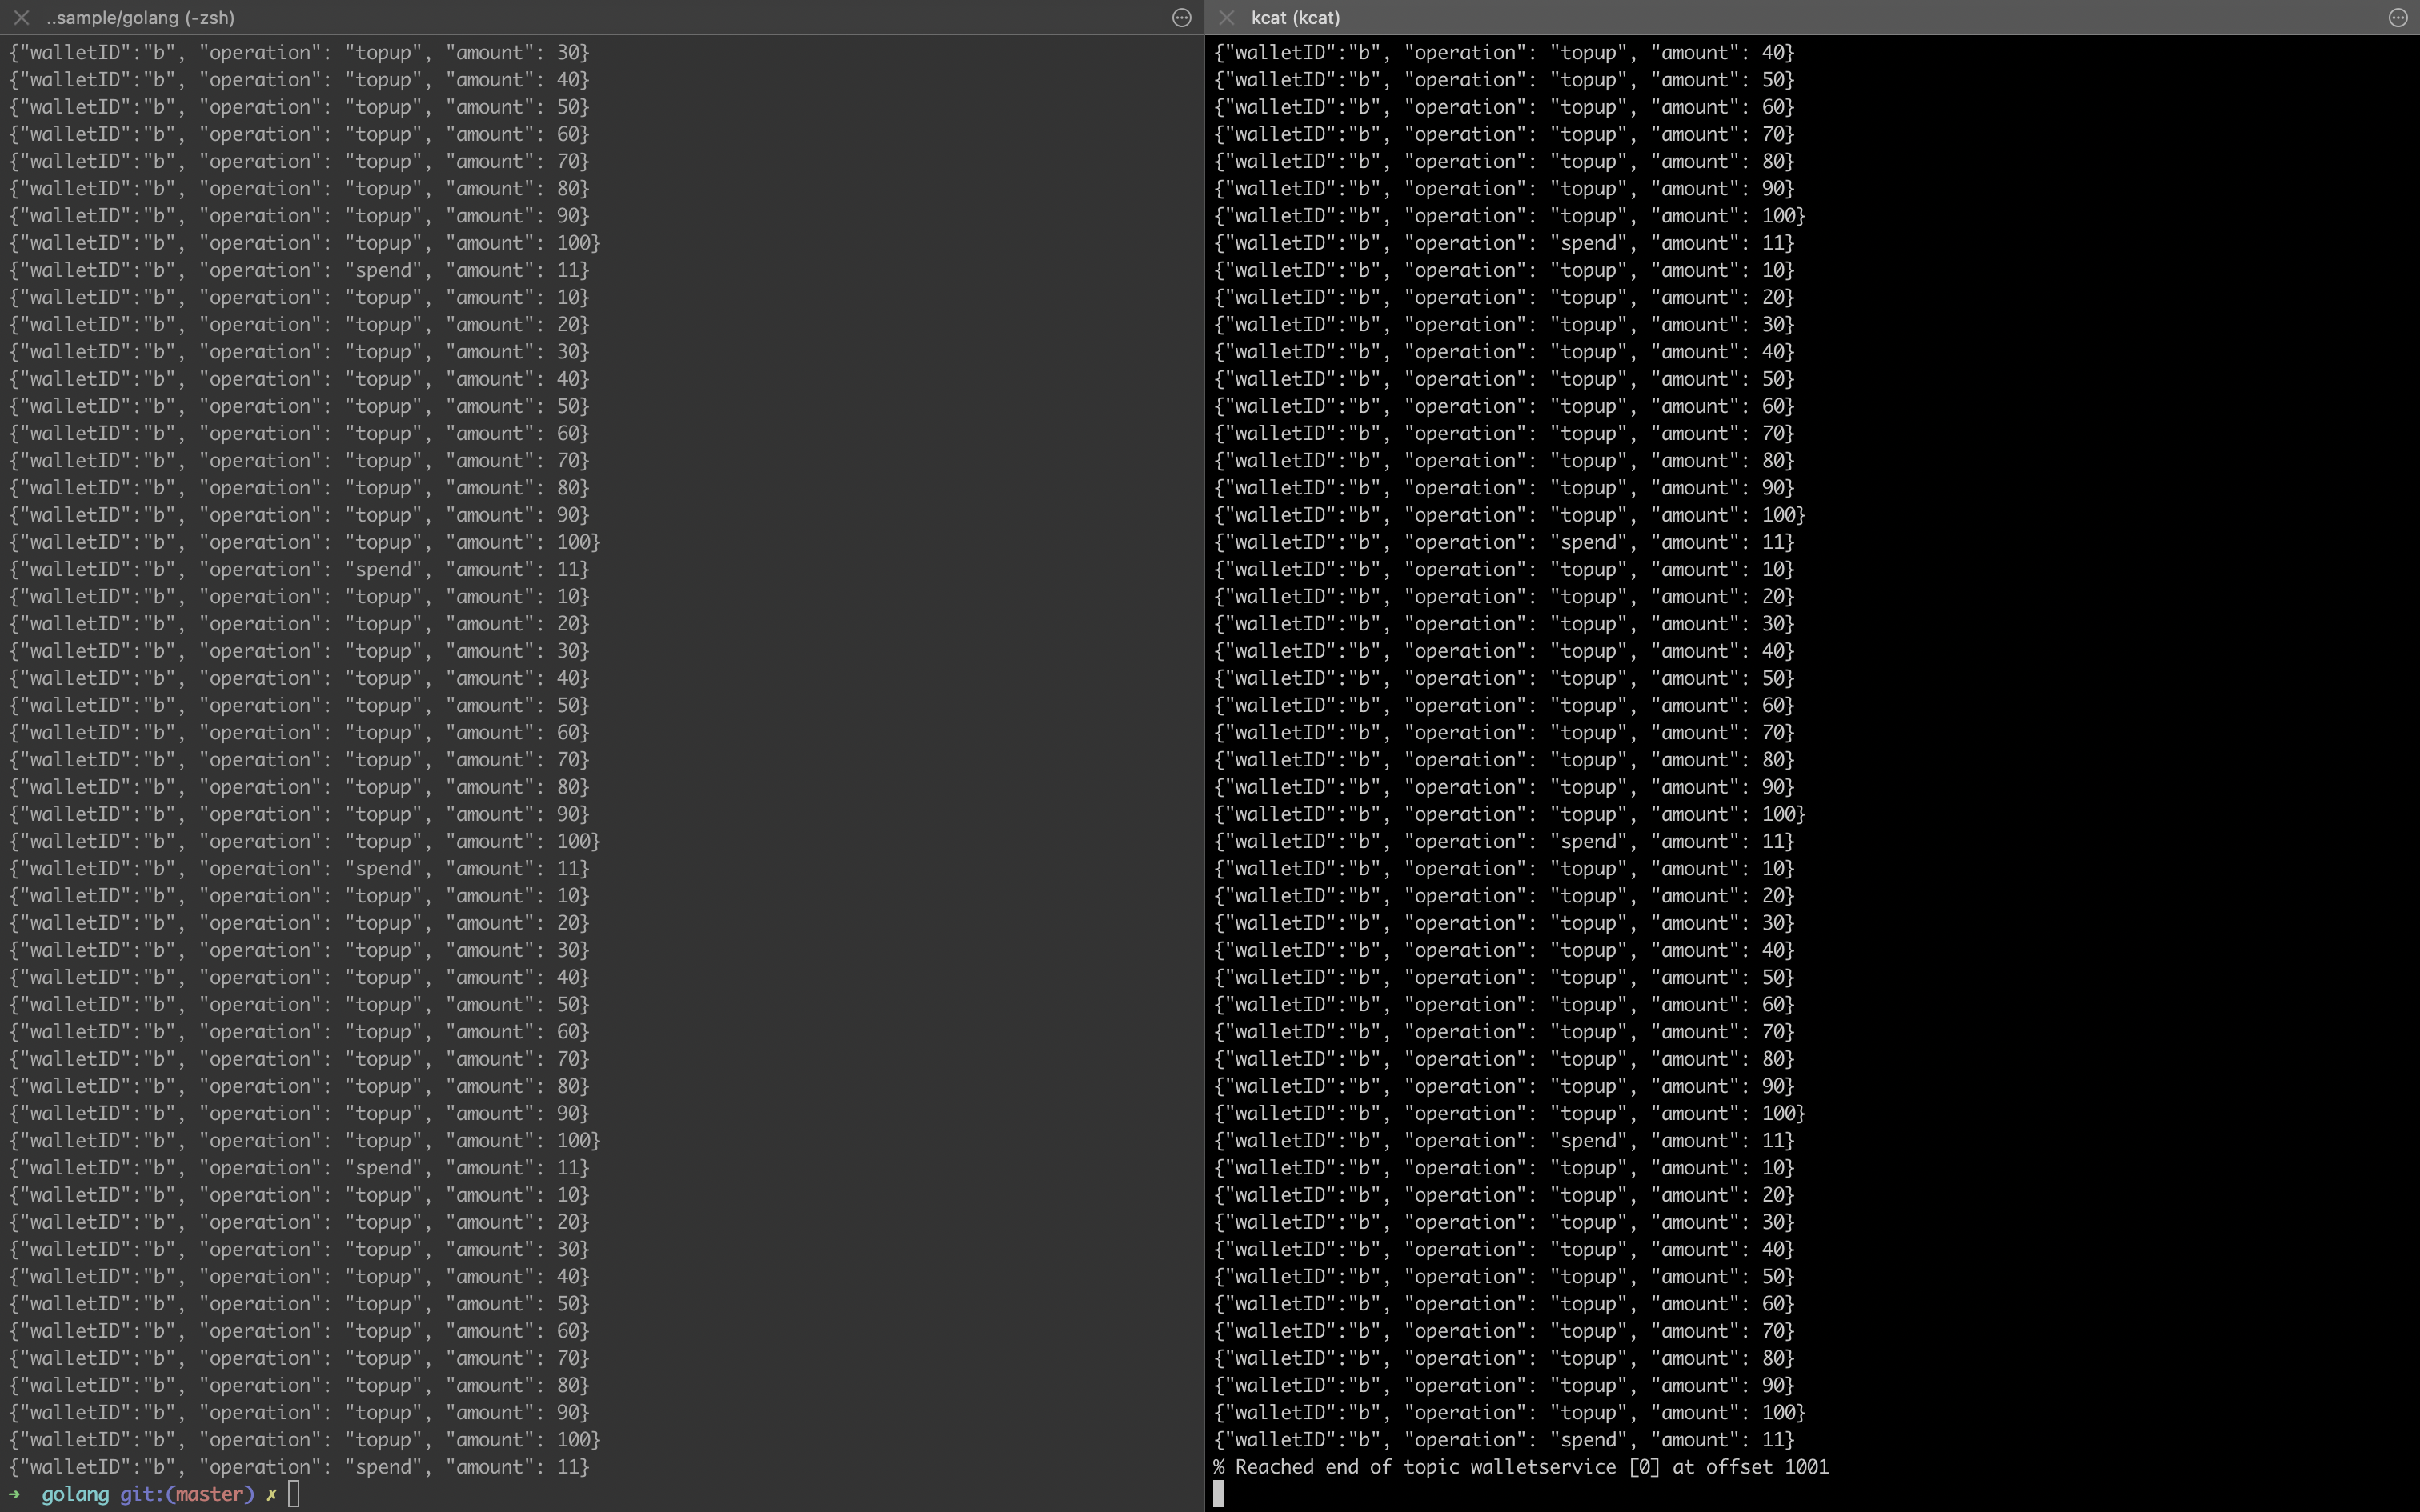 ..sample/golang (-zsh)
{"walletID":"b", "operation": "topup", "amount": 30}
{"walletID":"b", "operation": "topup", "amount": 40}
{"walletID":"b", "operation": "topup", "amount": 50}
{"walletID":"b", "operation": "topup", "amount": 60}
{"walletID":"b", "operation": "topup", "amount": 70}
{"walletID":"b", "operation": "topup", "amount": 80}
{"walletID":"b", "operation": "topup", "amount": 90}
{"walletID":"b", "operation": "topup", "amount": 100}
{"walletID":"b", "operation": "spend", "amount": 11}
{"walletID":"b", "operation": "topup", "amount": 10}
{"walletID":"b", "operation": "topup", "amount": 20}
{"walletID":"b", "operation": "topup", "amount": 30}
{"walletID":"b", "operation": "topup", "amount": 40}
{"walletID":"b", "operation": "topup", "amount": 50}
{"walletID":"b", "operation": "topup", "amount": 60}
{"walletID":"b", "operation": "topup", "amount": 70}
{"walletID":"b", "operation": "topup", "amount": 80}
{"walletID":"b", "operation": "topup", "amount": 90}
{"walletID":"b", "operation": "topup", "amount": 100}
{"walletID":"b", "operation": "spend", "amount": 11}
{"walletID":"b", "operation": "topup", "amount": 10}
{"walletID":"b", "operation": "topup", "amount": 20}
{"walletID":"b", "operation": "topup", "amount": 30}
{"walletID":"b", "operation": "topup", "amount": 40}
{"walletID":"b", "operation": "topup", "amount": 50}
{"walletID":"b", "operation": "topup", "amount": 60}
{"walletID":"b", "operation": "topup", "amount": 70}
{"walletID":"b", "operation": "topup", "amount": 80}
{"walletID":"b", "operation": "topup", "amount": 90}
{"walletID":"b", "operation": "topup", "amount": 100}
{"walletID":"b", "operation": "spend", "amount": 11}
{"walletID":"b", "operation": "topup", "amount": 10}
{"walletID":"b", "operation": "topup", "amount": 20}
{"walletID":"b", "operation": "topup", "amount": 30}
{"walletID":"b", "operation": "topup", "amount": 40}
{"walletID":"b", "operation": "topup", "amount": 50}
{"walletID":"b", "operation": "topup", "amount": 60}
{"walletID":"b", "operation": "topup", "amount": 70}
{"walletID":"b", "operation": "topup", "amount": 80}
{"walletID":"b", "operation": "topup", "amount": 90}
{"walletID":"b", "operation": "topup", "amount": 100}
{"walletID":"b", "operation": "spend", "amount": 11}
{"walletID":"b", "operation": "topup", "amount": 10}
{"walletID":"b", "operation": "topup", "amount": 20}
{"walletID":"b", "operation": "topup", "amount": 30}
{"walletID":"b", "operation": "topup", "amount": 40}
{"walletID":"b", "operation": "topup", "amount": 50}
{"walletID":"b", "operation": "topup", "amount": 60}
{"walletID":"b", "operation": "topup", "amount": 70}
{"walletID":"b", "operation": "topup", "amount": 80}
{"walletID":"b", "operation": "topup", "amount": 90}
{"walletID":"b", "operation": "topup", "amount": 100}
{"walletID":"b", "operation": "spend", "amount": 11}
→ golang git:(master) ✗
kcat (kcat)
{"walletID":"b", "operation": "topup", "amount": 40}
{"walletID":"b", "operation": "topup", "amount": 50}
{"walletID":"b", "operation": "topup", "amount": 60}
{"walletID":"b", "operation": "topup", "amount": 70}
{"walletID":"b", "operation": "topup", "amount": 80}
{"walletID":"b", "operation": "topup", "amount": 90}
{"walletID":"b", "operation": "topup", "amount": 100}
{"walletID":"b", "operation": "spend", "amount": 11}
{"walletID":"b", "operation": "topup", "amount": 10}
{"walletID":"b", "operation": "topup", "amount": 20}
{"walletID":"b", "operation": "topup", "amount": 30}
{"walletID":"b", "operation": "topup", "amount": 40}
{"walletID":"b", "operation": "topup", "amount": 50}
{"walletID":"b", "operation": "topup", "amount": 60}
{"walletID":"b", "operation": "topup", "amount": 70}
{"walletID":"b", "operation": "topup", "amount": 80}
{"walletID":"b", "operation": "topup", "amount": 90}
{"walletID":"b", "operation": "topup", "amount": 100}
{"walletID":"b", "operation": "spend", "amount": 11}
{"walletID":"b", "operation": "topup", "amount": 10}
{"walletID":"b", "operation": "topup", "amount": 20}
{"walletID":"b", "operation": "topup", "amount": 30}
{"walletID":"b", "operation": "topup", "amount": 40}
{"walletID":"b", "operation": "topup", "amount": 50}
{"walletID":"b", "operation": "topup", "amount": 60}
{"walletID":"b", "operation": "topup", "amount": 70}
{"walletID":"b", "operation": "topup", "amount": 80}
{"walletID":"b", "operation": "topup", "amount": 90}
{"walletID":"b", "operation": "topup", "amount": 100}
{"walletID":"b", "operation": "spend", "amount": 11}
{"walletID":"b", "operation": "topup", "amount": 10}
{"walletID":"b", "operation": "topup", "amount": 20}
{"walletID":"b", "operation": "topup", "amount": 30}
{"walletID":"b", "operation": "topup", "amount": 40}
{"walletID":"b", "operation": "topup", "amount": 50}
{"walletID":"b", "operation": "topup", "amount": 60}
{"walletID":"b", "operation": "topup", "amount": 70}
{"walletID":"b", "operation": "topup", "amount": 80}
{"walletID":"b", "operation": "topup", "amount": 90}
{"walletID":"b", "operation": "topup", "amount": 100}
{"walletID":"b", "operation": "spend", "amount": 11}
{"walletID":"b", "operation": "topup", "amount": 10}
{"walletID":"b", "operation": "topup", "amount": 20}
{"walletID":"b", "operation": "topup", "amount": 30}
{"walletID":"b", "operation": "topup", "amount": 40}
{"walletID":"b", "operation": "topup", "amount": 50}
{"walletID":"b", "operation": "topup", "amount": 60}
{"walletID":"b", "operation": "topup", "amount": 70}
{"walletID":"b", "operation": "topup", "amount": 80}
{"walletID":"b", "operation": "topup", "amount": 90}
{"walletID":"b", "operation": "topup", "amount": 100}
{"walletID":"b", "operation": "spend", "amount": 11}
% Reached end of topic walletservice [0] at offset 1001